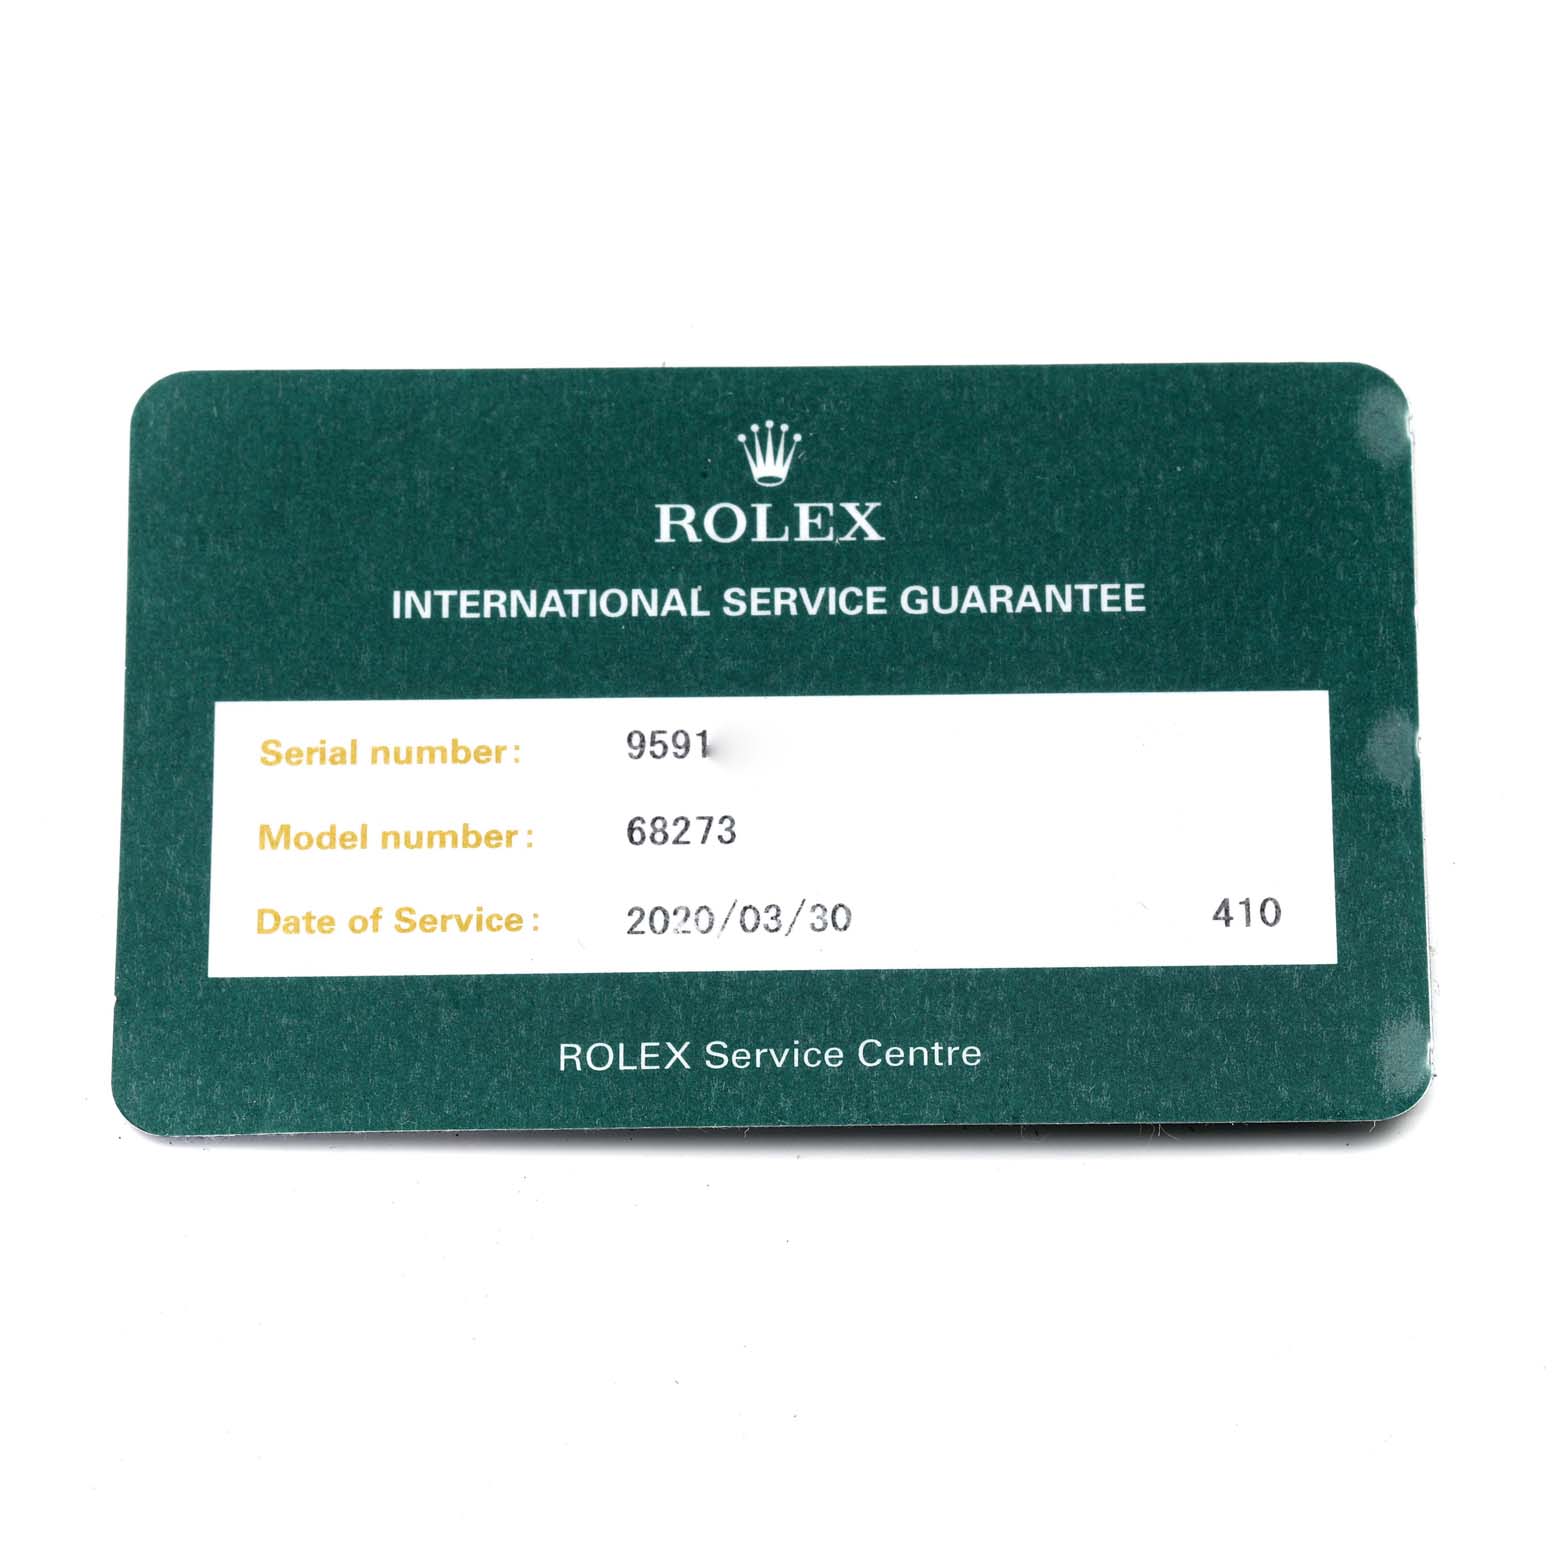 ROLEX
INTERNATIONAL SERVICE GUARANTEE
Serial number: 9591
Model number: 68273
Date of Service: 2020/03/30 410
ROLEX Service Centre